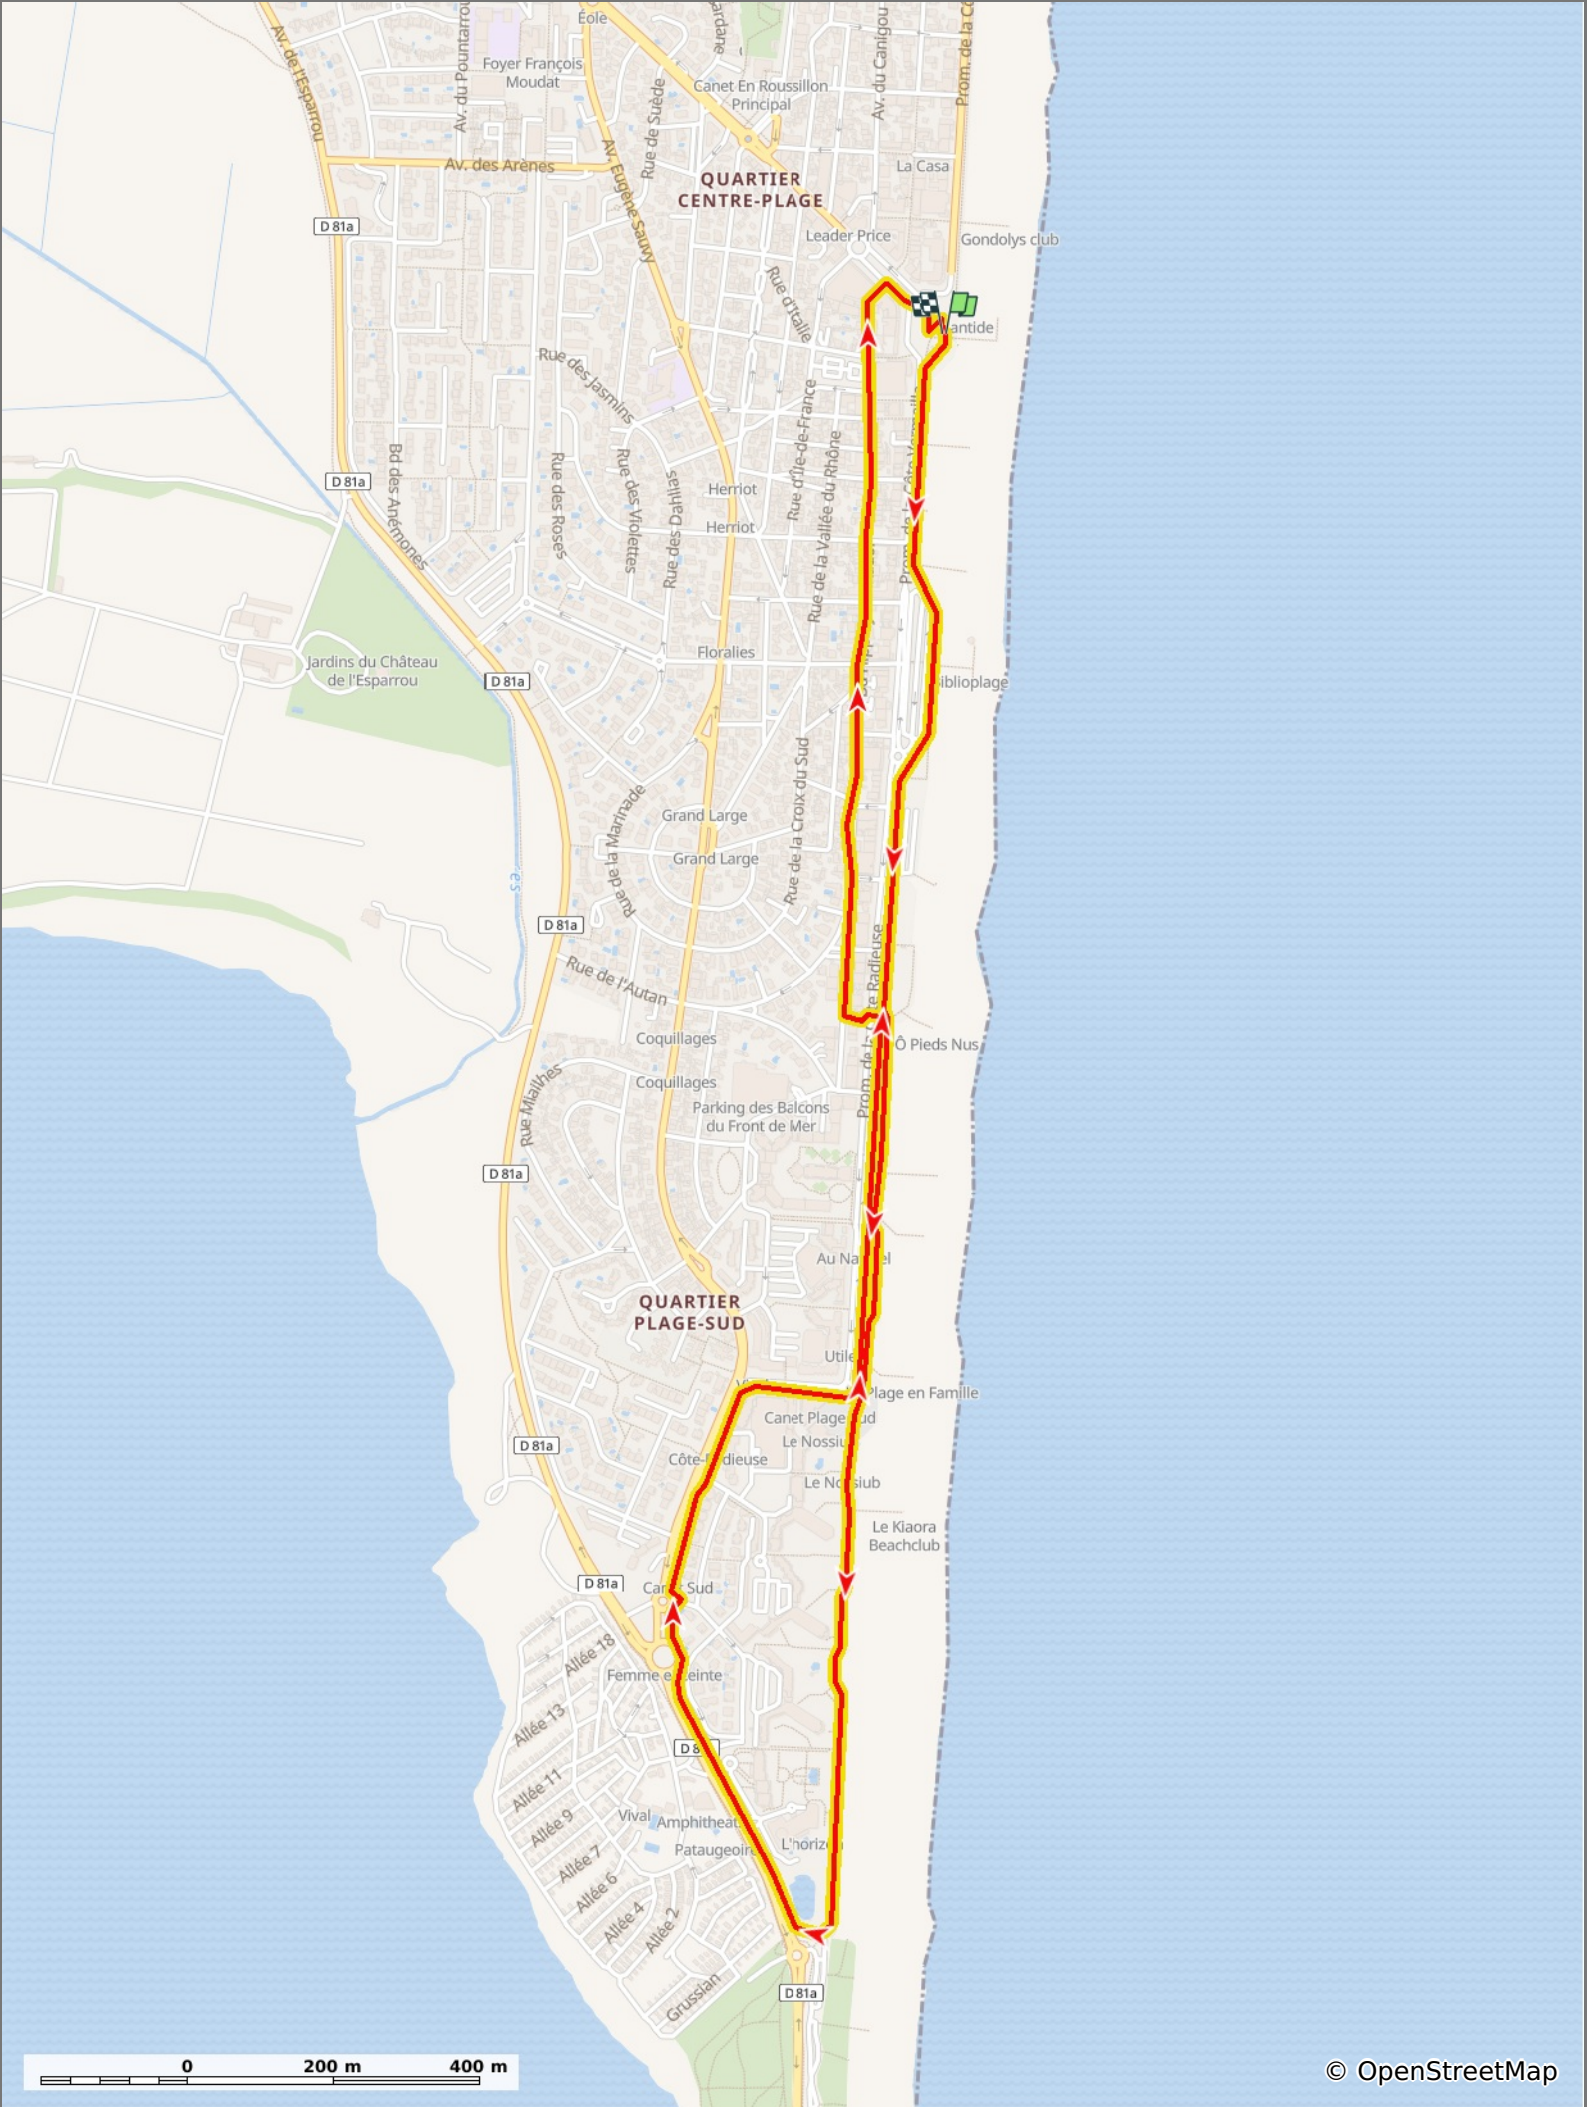 Éole
Av. de l'Esparrou
Av. du Pountarrou
Foyer François
Moudat
Rue de Suède
Canet En Roussillon
Principal
Av. du Canigou
Av. des Arènes
Av. Eugène Sauvy
QUARTIER
CENTRE-PLAGE
La Casa
D 81a
Leader Price
Gondolys club
Rue d'Italie
Rue des Jasmins
Rue d'Île-de-France
Rue de la Vallée du Rhône
D 81a
Bd des Anémones
Rue des Roses
Rue des Violettes
Rue des Dahlias
Herriot
Herriot
Floralies
Jardins du Château
de l'Esparrou
D 81a
Rue de la Croix du Sud
Rue de la Marinade
Grand Large
Grand Large
D 81a
Rue de l'Autan
Coquillages
Ô Pieds Nus
Rue Mialhes
Coquillages
Parking des Balcons
du Front de Mer
D 81a
QUARTIER
PLAGE-SUD
Plage en Famille
D 81a
Le Kiaora
Beachclub
D 81a
Allée 18
Allée 13
Allée 11
Allée 9
Vival
Allée 7
Allée 6
Allée 4
Allée 2
D 81a
Grussian
0 200 m 400 m
© OpenStreetMap